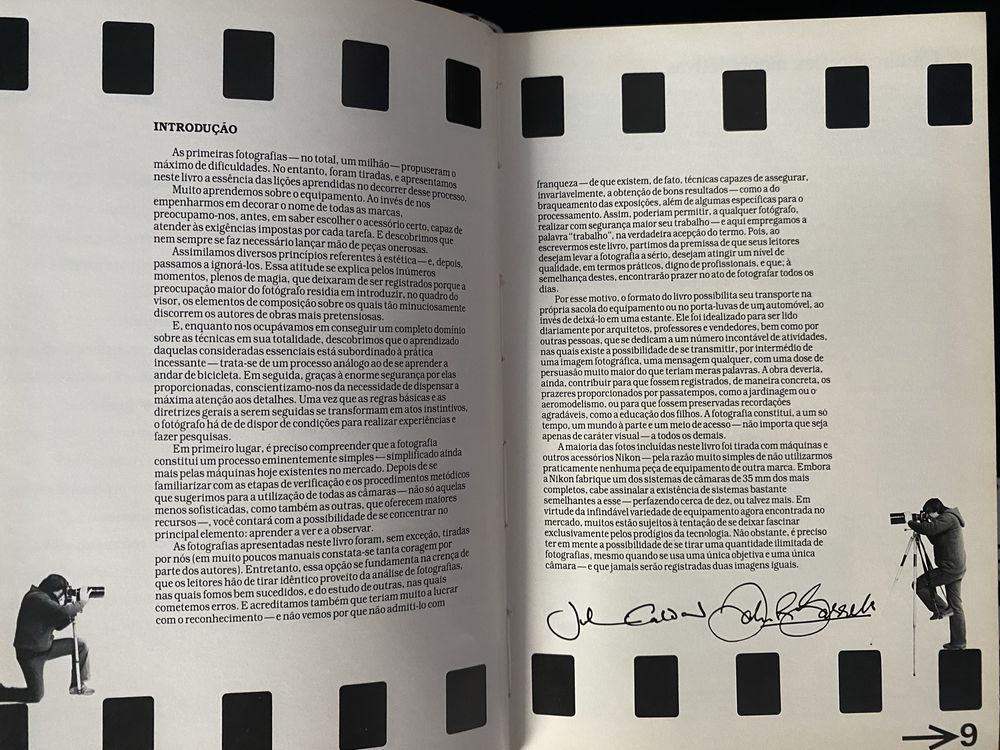 INTRODUÇÃO
As primeiras fotografias — no total, um milhão — propuseram o
máximo de dificuldades. No entanto, foram tiradas, e apresentamos
neste livro a essência das lições aprendidas no decorrer desse processo.
Muito aprendemos sobre o equipamento. Ao invés de nos
empenharmos em decorar o nome de todas as marcas,
preocupamo-nos, antes, em saber escolher o acessório certo, capaz de
atender às exigências impostas por cada tarefa. E descobrimos que
nem sempre se faz necessário lançar mão de peças onerosas.
Assimilamos diversos princípios referentes à estética — e, depois,
passamos a ignorá-los. Essa atitude se explica pelos inúmeros
momentos, plenos de magia, que deixaram de ser registrados porque a
preocupação maior do fotógrafo residia em introduzir, no quadro do
visor, os elementos de composição sobre os quais tão minuciosamente
discorrem os autores de obras mais pretensiosas.
E, enquanto nos ocupávamos em conseguir um completo domínio
sobre as técnicas em sua totalidade, descobrimos que o aprendizado
daquelas consideradas essenciais está subordinado à prática
incessante — trata-se de um processo análogo ao de se aprender a
andar de bicicleta. Em seguida, graças à enorme segurança por elas
proporcionadas, conscientizamo-nos da necessidade de dispensar a
máxima atenção aos detalhes. Uma vez que as regras básicas e as
diretrizes gerais a serem seguidas se transformam em atos instintivos,
o fotógrafo há de de dispor de condições para realizar experiências e
fazer pesquisas.
Em primeiro lugar, é preciso compreender que a fotografia
constitui um processo eminentemente simples — simplificado ainda
mais pelas máquinas hoje existentes no mercado. Depois de se
familiarizar com as etapas de verificação e os procedimentos metódicos
que sugerimos para a utilização de todas as câmaras — não só aquelas
menos sofisticadas, como também as outras, que oferecem maiores
recursos —, você contará com a possibilidade de se concentrar no
principal elemento: aprender a ver e a observar.
As fotografias apresentadas neste livro foram, sem exceção, tiradas
por nós (em muito poucos manuais constata-se tanta coragem por
parte dos autores). Entretanto, essa opção se fundamenta na crença de
que os leitores hão de tirar idêntico proveito da análise de fotografias,
nas quais fomos bem sucedidos, e do estudo de outras, nas quais
cometemos erros. E acreditamos também que teriam muito a lucrar
com o reconhecimento — e não vemos por que não admiti-lo com
franqueza — de que existem, de fato, técnicas capazes de assegurar,
invariavelmente, a obtenção de bons resultados — como a do
braqueamento das exposições, além de algumas específicas para o
processamento. Assim, poderiam permitir, a qualquer fotógrafo,
realizar com segurança maior seu trabalho — e aqui empregamos a
palavra “trabalho”, na verdadeira acepção do termo. Pois, ao
escrevermos este livro, partimos da premissa de que seus leitores
desejam levar a fotografia a sério, desejam atingir um nível de
qualidade, em termos práticos, digno de profissionais, e que; à
semelhança destes, encontrarão prazer no ato de fotografar todos os
dias.
Por esse motivo, o formato do livro possibilita seu transporte na
própria sacola do equipamento ou no porta-luvas de um automóvel, ao
invés de deixá-lo em uma estante. Ele foi idealizado para ser lido
diariamente por arquitetos, professores e vendedores, bem como por
outras pessoas, que se dedicam a um número incontável de atividades,
nas quais existe a possibilidade de se transmitir, por intermédio de
uma imagem fotográfica, uma mensagem qualquer, com uma dose de
persuasão muito maior do que teriam meras palavras. A obra deveria,
ainda, contribuir para que fossem registrados, de maneira concreta, os
prazeres proporcionados por passatempos, como a jardinagem ou o
aeromodelismo, ou para que fossem preservadas recordações
agradáveis, como a educação dos filhos. A fotografia constitui, a um só
tempo, um mundo à parte e um meio de acesso — não importa que seja
apenas de caráter visual — a todos os demais.
A maioria das fotos incluídas neste livro foi tirada com máquinas e
outros acessórios Nikon — pela razão muito simples de não utilizarmos
praticamente nenhuma peça de equipamento de outra marca. Embora
a Nikon fabrique um dos sistemas de câmaras de 35 mm dos mais
completos, cabe assinalar a existência de sistemas bastante
semelhantes a esse — perfazendo cerca de dez, ou talvez mais. Em
virtude da infindável variedade de equipamento agora encontrada no
mercado, muitos estão sujeitos à tentação de se deixar fascinar
exclusivamente pelos prodígios da tecnologia. Não obstante, é preciso
ter em mente a possibilidade de se tirar uma quantidade ilimitada de
fotografias, mesmo quando se usa uma única objetiva e uma única
câmara — e que jamais serão registradas duas imagens iguais.
9